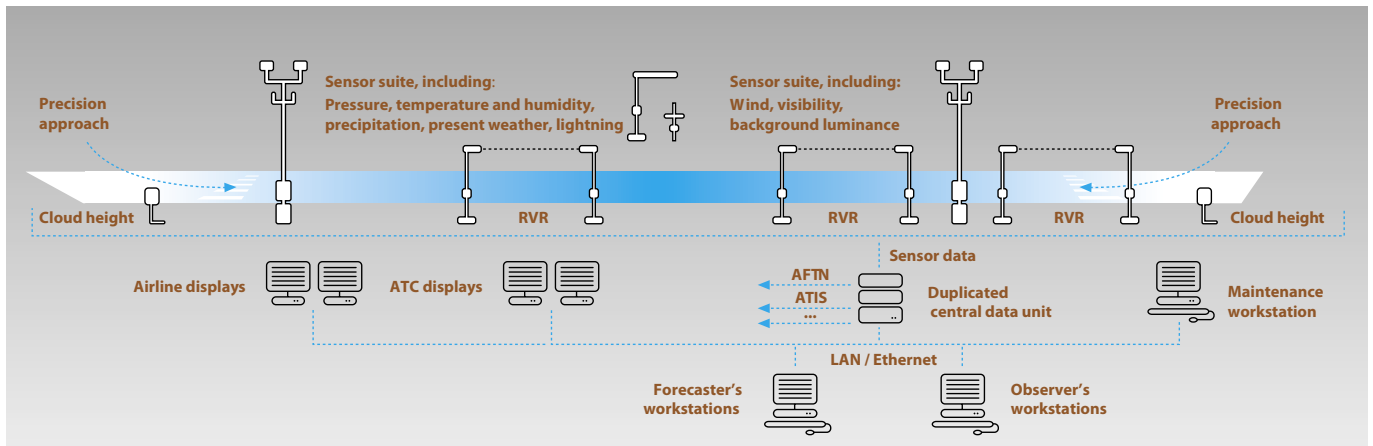 Sensor suite, including:
Pressure, temperature and humidity,
precipitation, present weather, lightning
Sensor suite, including:
Wind, visibility,
background luminance
Precision
approach
Precision
approach
Cloud height
RVR
RVR
RVR
Cloud height
Sensor data
Airline displays
ATC displays
AFTN
ATIS
...
Duplicated
central data unit
Maintenance
workstation
LAN / Ethernet
Forecaster's
workstations
Observer's
workstations